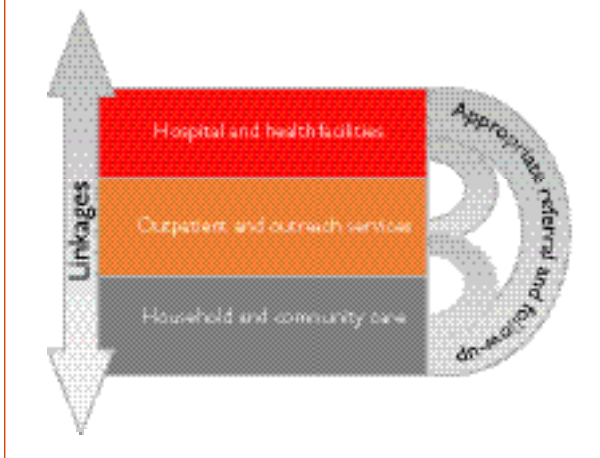 Linkages
Hospital and health facilities
Outpatient and outreach services
Household and community care
Appropriate referral and follow-up